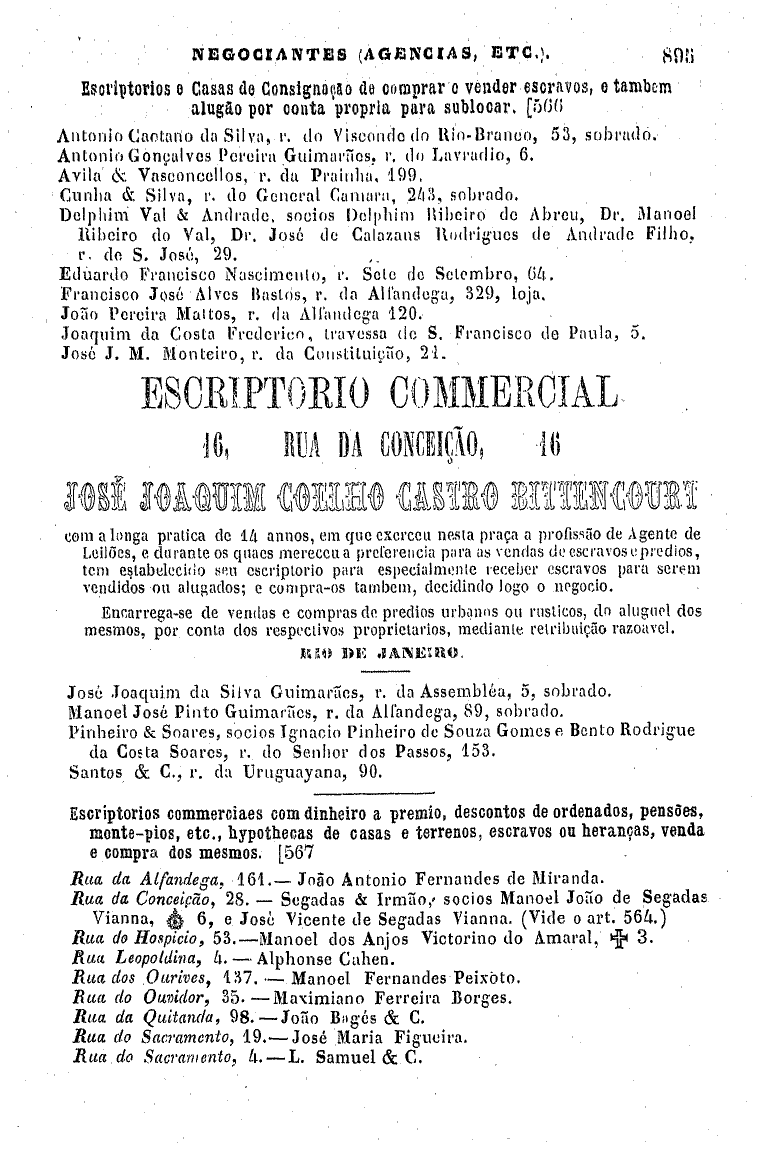 NEGOCIANTES (AGENCIAS, ETC.). 895
Escriptorios e Casas de Consignação de comprar e vender escravos, e tambem
alugão por conta propria para sublocar. [566
Antonio Caetano da Silva, r. do Visconde do Rio-Branco, 53, sobrado.
Antonio Gonçalves Pereira Guimarães, r. do Lavradio, 6.
Avila & Vasconcellos, r. da Prainha, 199.
Cunha & Silva, r. do General Camara, 243, sobrado.
Delphim Val & Andrade, socios Delphim Ribeiro de Abreu, Dr. Manoel
Ribeiro do Val, Dr. José de Calazans Rodrigues de Andrade Filho,
r. de S. José, 29.
Eduardo Francisco Nascimento, r. Sete de Setembro, 64.
Francisco José Alves Bastos, r. da Alfandega, 329, loja.
João Pereira Mattos, r. da Alfandega 120.
Joaquim da Costa Frederico, travessa de S. Francisco de Paula, 5.
José J. M. Monteiro, r. da Constituição, 21.
ESCRIPTORIO COMMERCIAL
16, RUA DA CONCEIÇÃO, 16
JOSÉ JOAQUIM COELHO CASTRO BITTENCOURT
com a longa pratica de 14 annos, em que exerceu nesta praça a profissão de Agente de
Leilões, e durante os quaes mereceu a preferencia para as vendas de escravos e predios,
tem estabelecido seu escriptorio para especialmente receber escravos para serem
vendidos ou alugados; e compra-os tambem, decidindo logo o negocio.
Encarrega-se de vendas e compras de predios urbanos ou rusticos, do aluguel dos
mesmos, por conta dos respectivos proprietarios, mediante retribuição razoavel.
RIO DE JANEIRO.
José Joaquim da Silva Guimarães, r. da Assembléa, 5, sobrado.
Manoel José Pinto Guimarães, r. da Alfandega, 89, sobrado.
Pinheiro & Soares, socios Ignacio Pinheiro de Souza Gomes e Bento Rodrigue
da Costa Soares, r. do Senhor dos Passos, 153.
Santos & C., r. da Uruguayana, 90.
Escriptorios commerciaes com dinheiro a premio, descontos de ordenados, pensões,
monte-pios, etc., hypothecas de casas e terrenos, escravos ou heranças, venda
e compra dos mesmos. [567
Rua da Alfandega, 161.— João Antonio Fernandes de Miranda.
Rua da Conceição, 28. — Segadas & Irmão, socios Manoel João de Segadas
Vianna, 6, e José Vicente de Segadas Vianna. (Vide o art. 564.)
Rua do Hospicio, 53.—Manoel dos Anjos Victorino do Amaral, ✠ 3.
Rua Leopoldina, 4. — Alphonse Cahen.
Rua dos Ourives, 137. — Manoel Fernandes Peixoto.
Rua do Ouvidor, 35. —Maximiano Ferreira Borges.
Rua da Quitanda, 98. —João Bagés & C.
Rua do Sacramento, 19.—José Maria Figueira.
Rua do Sacramento, 4.—L. Samuel & C.